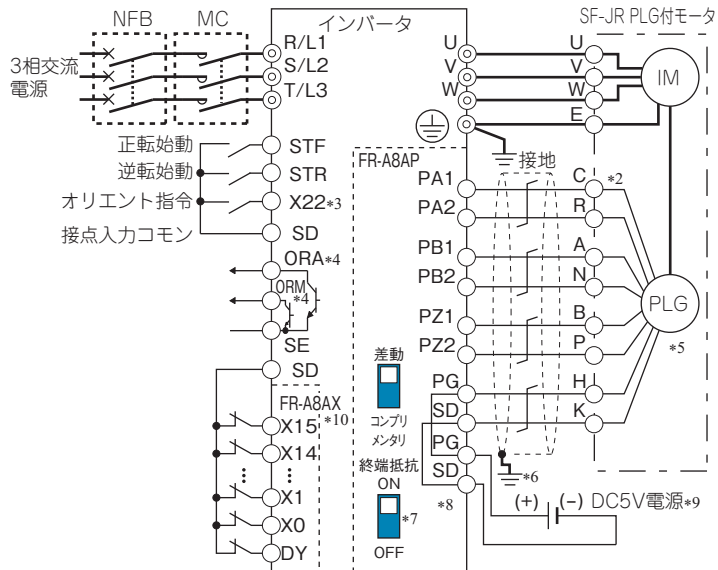 NFB
MC
インバータ
SF-JR PLG付モータ
3相交流
電源
R/L1
S/L2
T/L3
U
V
W
U
V
W
E
IM
正転始動
STF
逆転始動
STR
オリエント指令
X22*3
接点入力コモン
SD
ORA*4
ORM
*4
SE
SD
FR-A8AX
*10
X15
X14
X1
X0
DY
FR-A8AP
接地
PA1
C
*2
PA2
R
PB1
A
PB2
N
PZ1
B
PZ2
P
PG
H
SD
K
PG
SD
PLG
*5
差動
コンプリ
メンタリ
終端抵抗
ON
*7
OFF
*6
*8
(+)
(−)
DC5V電源*9